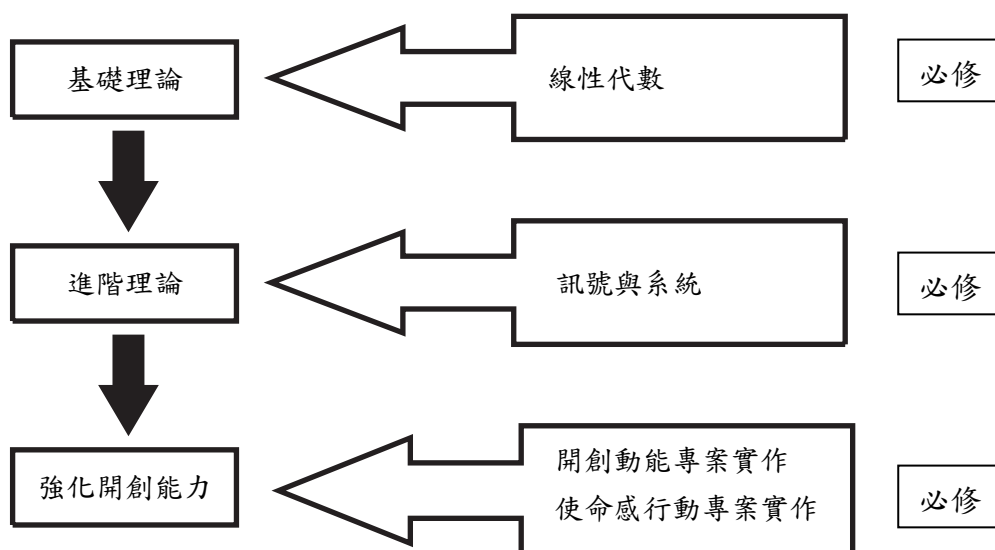 基礎理論
線性代數
必修
進階理論
訊號與系統
必修
強化開創能力
開創動能專案實作
使命感行動專案實作
必修